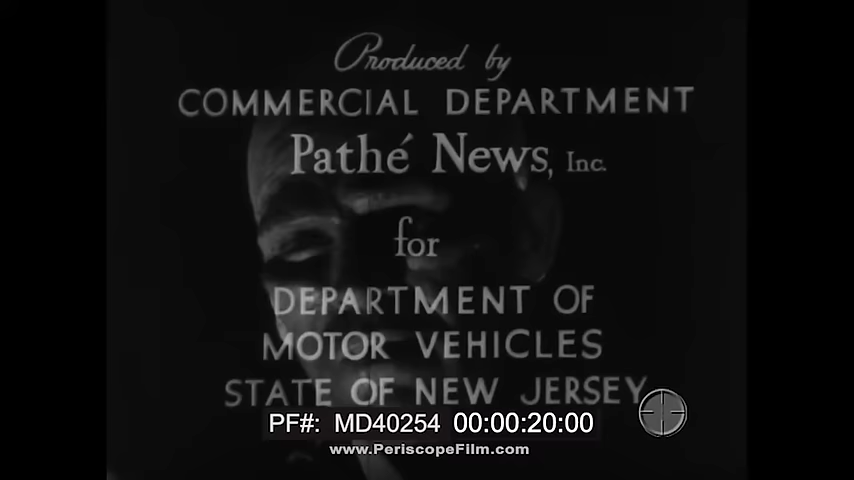 Produced by
COMMERCIAL DEPARTMENT
Pathé News, Inc.
for
DEPARTMENT OF
MOTOR VEHICLES
STATE OF NEW JERSEY
PF#: MD40254 00:00:20:00
www.PeriscopeFilm.com